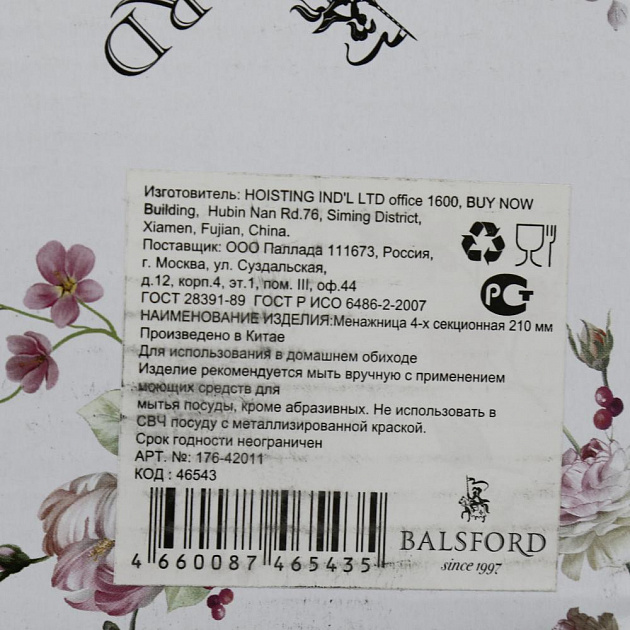 RD
Изготовитель: HOISTING IND'L LTD office 1600, BUY NOW
Building, Hubin Nan Rd.76, Siming District,
Xiamen, Fujian, China.
Поставщик: ООО Паллада 111673, Россия,
г. Москва, ул. Суздальская,
д.12, корп.4, эт.1, пом. III, оф.44
ГОСТ 28391-89 ГОСТ Р ИСО 6486-2-2007
НАИМЕНОВАНИЕ ИЗДЕЛИЯ:Менажница 4-х секционная 210 мм
Произведено в Китае
Для использования в домашнем обиходе
Изделие рекомендуется мыть вручную с применением
моющих средств для
мытья посуды, кроме абразивных. Не использовать в
СВЧ посуду с металлизированной краской.
Срок годности неограничен
АРТ. №: 176-42011
КОД : 46543
4 660087 465435
BALSFORD
since 1997